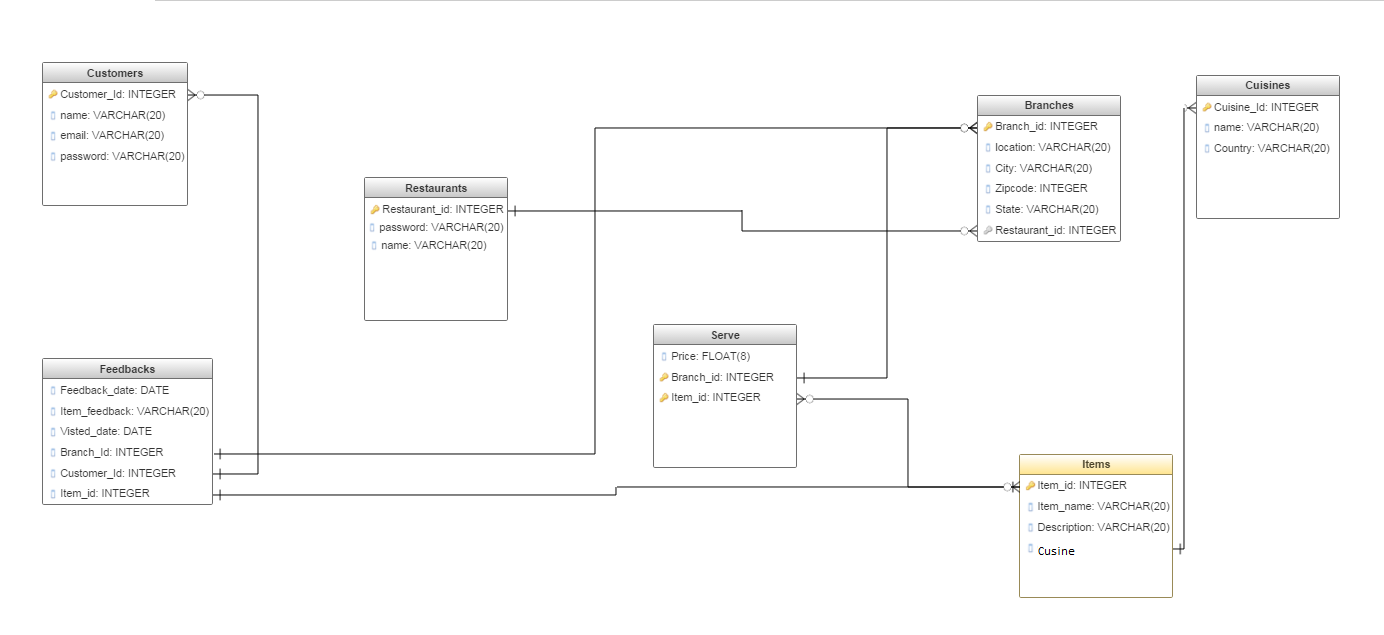 Customers
Customer_Id: INTEGER
name: VARCHAR(20)
email: VARCHAR(20)
password: VARCHAR(20)
Restaurants
Restaurant_id: INTEGER
password: VARCHAR(20)
name: VARCHAR(20)
Branches
Branch_id: INTEGER
location: VARCHAR(20)
City: VARCHAR(20)
Zipcode: INTEGER
State: VARCHAR(20)
Restaurant_id: INTEGER
Cuisines
Cuisine_Id: INTEGER
name: VARCHAR(20)
Country: VARCHAR(20)
Feedbacks
Feedback_date: DATE
Item_feedback: VARCHAR(20)
Visted_date: DATE
Branch_Id: INTEGER
Customer_Id: INTEGER
Item_id: INTEGER
Serve
Price: FLOAT(8)
Branch_id: INTEGER
Item_id: INTEGER
Items
Item_id: INTEGER
Item_name: VARCHAR(20)
Description: VARCHAR(20)
Cusine